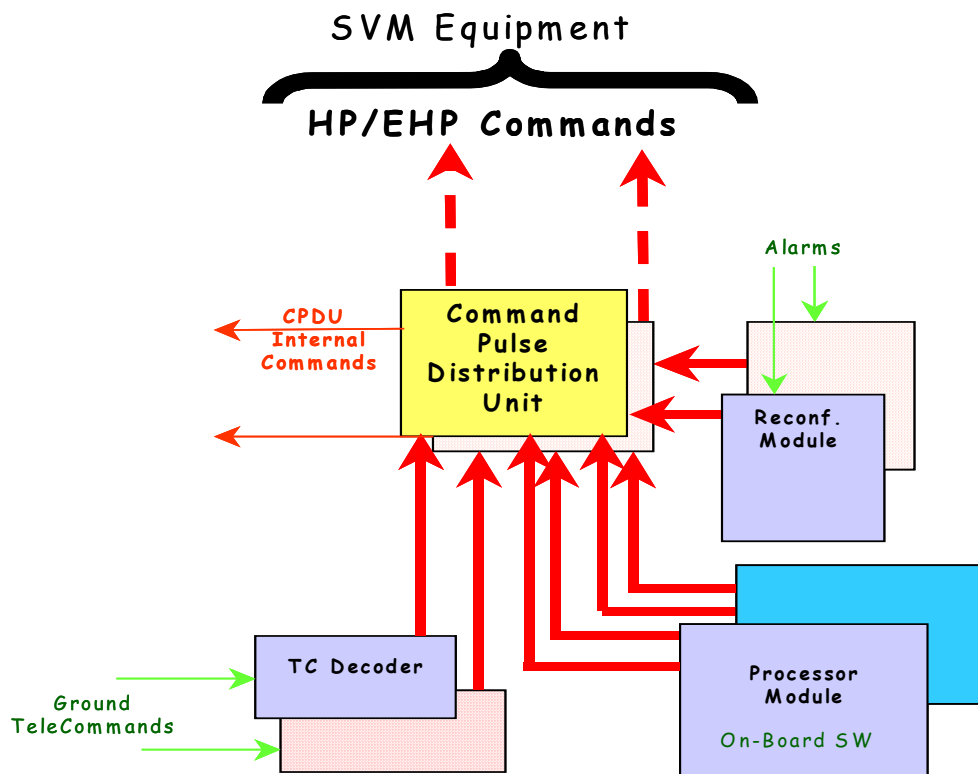 SVM Equipment
HP/EHP Commands
Alarms
CPDU
Internal
Commands
Command
Pulse
Distribution
Unit
Reconf.
Module
TC Decoder
Ground
TeleCommands
Processor
Module
On-Board SW